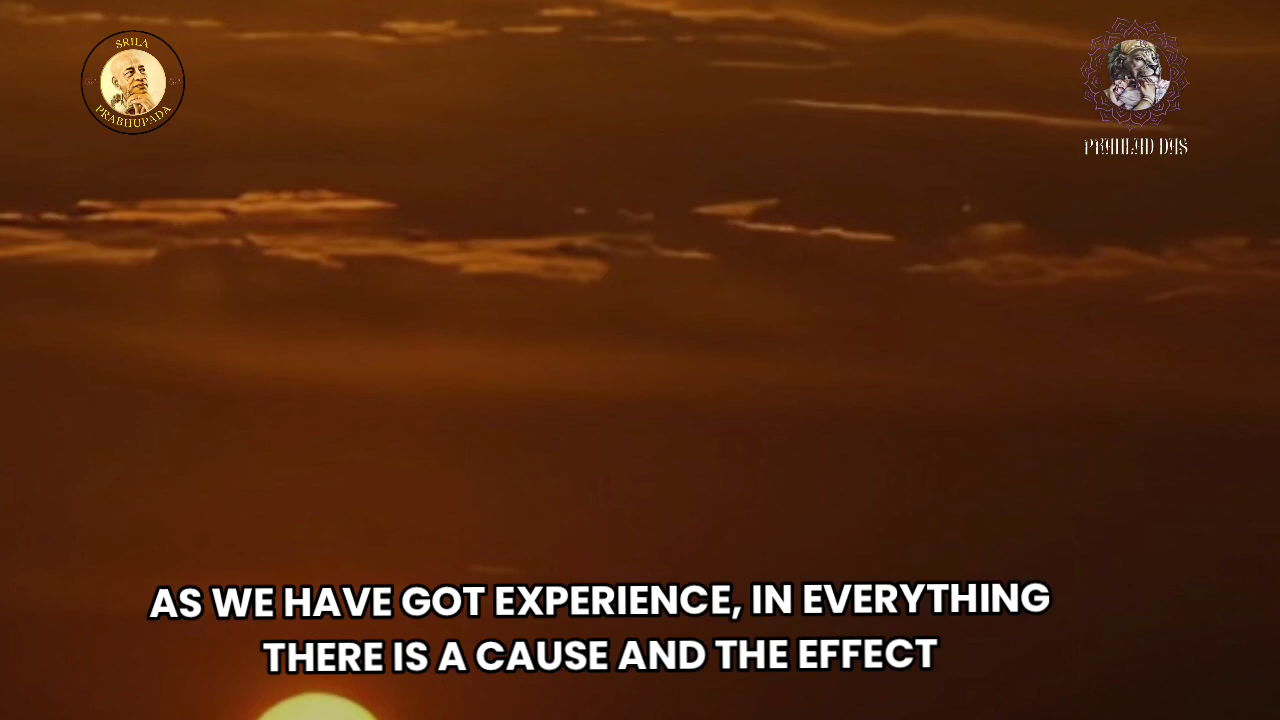 SRILA
PRABHUPADA
PRAHLAD DAS
AS WE HAVE GOT EXPERIENCE, IN EVERYTHING
THERE IS A CAUSE AND THE EFFECT